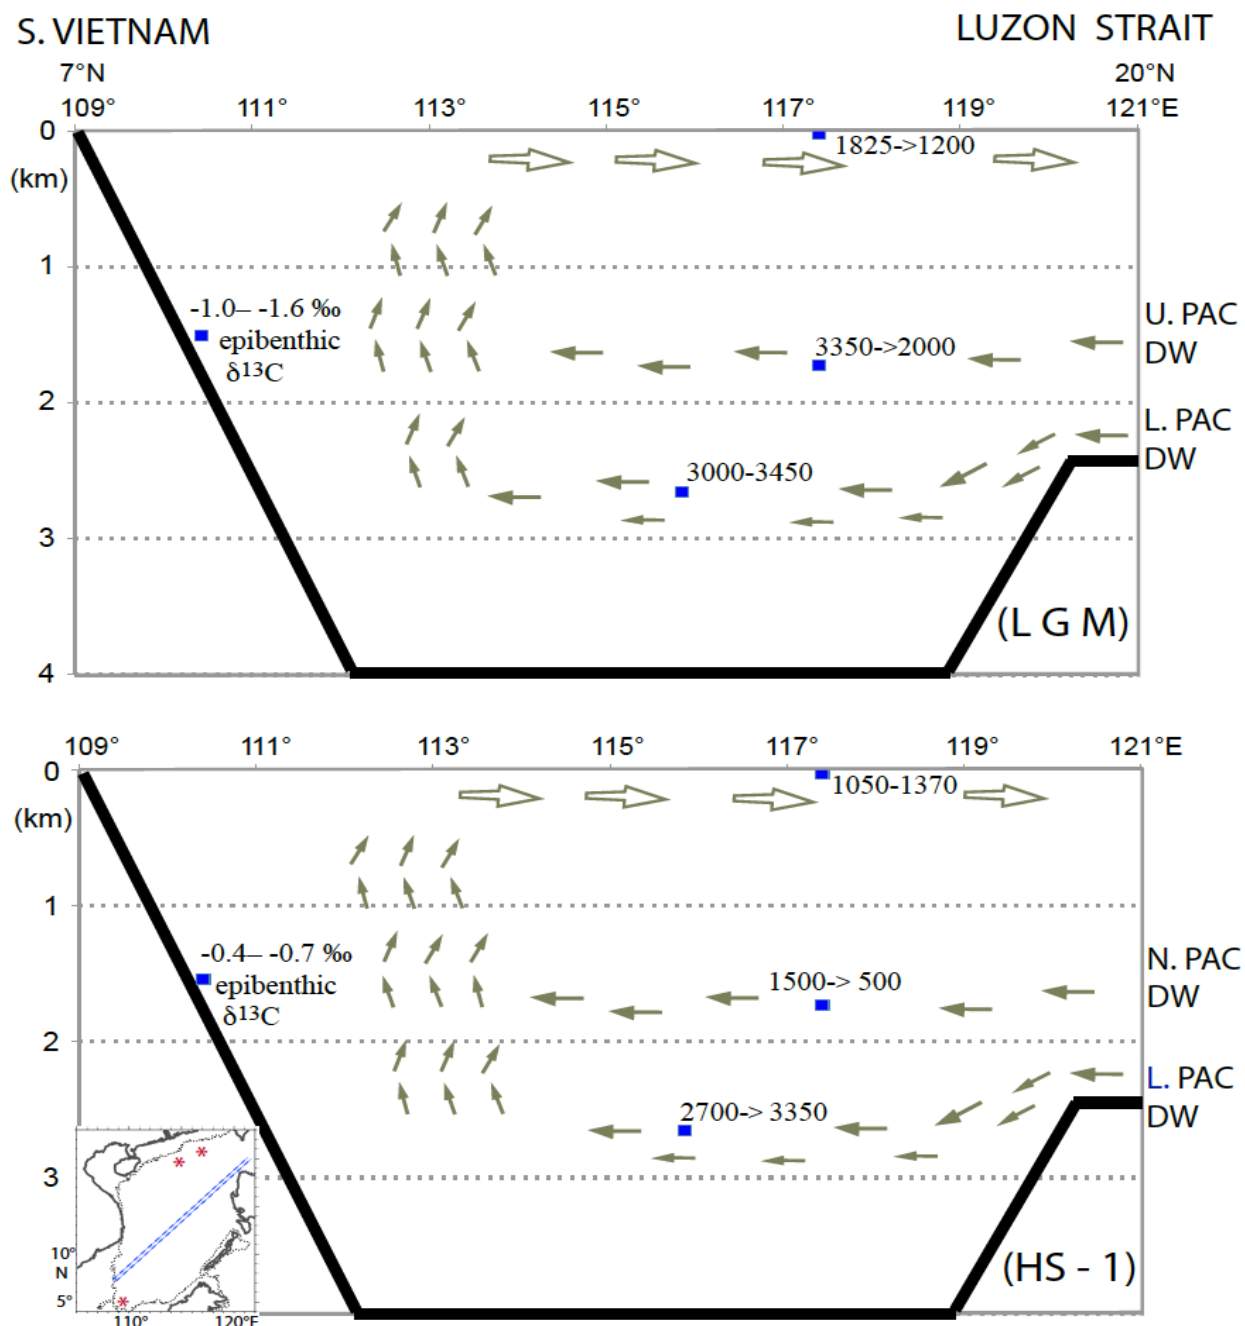 S. VIETNAM
LUZON STRAIT
7°N
20°N
109°
111°
113°
115°
117°
119°
121°E
0
(km)
1825->1200
1
-1.0– -1.6 ‰
epibenthic
δ¹³C
3350->2000
U. PAC
DW
2
L. PAC
DW
3000-3450
3
(L G M)
4
109°
111°
113°
115°
117°
119°
121°E
0
(km)
1050-1370
1
-0.4– -0.7 ‰
epibenthic
δ¹³C
1500-> 500
N. PAC
DW
2
L. PAC
DW
2700-> 3350
3
* *
10°
N
5°
*
110°
120°E
(HS - 1)